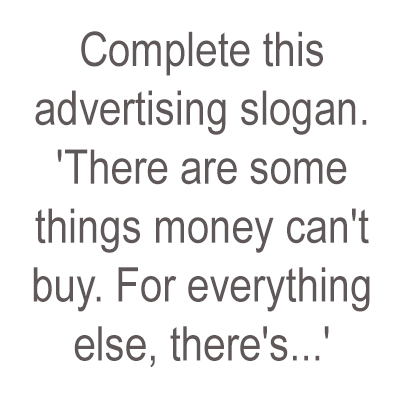 Complete this
advertising slogan.
'There are some
things money can't
buy. For everything
else, there's...'